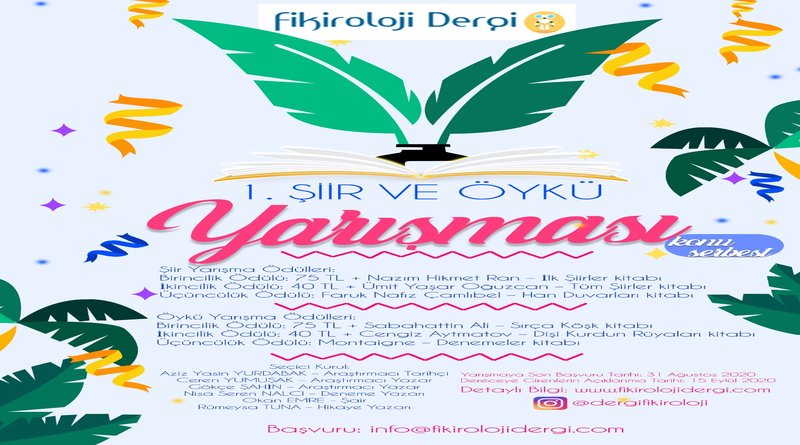 Fikiroloji Dergi
1. ŞİİR VE ÖYKÜ
Yarışması
konu
serbest
Şiir Yarışma Ödülleri:
Birincilik Ödülü: 75 TL + Nazım Hikmet Ran - İlk Şiirler kitabı
İkincilik Ödülü: 40 TL + Ümit Yaşar Oğuzcan - Tüm Şiirler kitabı
Üçüncülük Ödülü: Faruk Nafiz Çamlıbel - Han Duvarları kitabı
Öykü Yarışma Ödülleri:
Birincilik Ödülü: 75 TL + Sabahattin Ali - Sırça Köşk kitabı
İkincilik Ödülü: 40 TL + Cengiz Aytmatov - Dişi Kurdun Rüyaları kitabı
Üçüncülük Ödülü: Montaigne - Denemeler kitabı
Seçici Kurul:
Aziz Yasin YURDABAK - Araştırmacı Tarihçi
Ceren YUMUŞAK - Araştırmacı Yazar
Gökçe ŞAHİN - Araştırmacı Yazar
Nisa Seren NALCI - Deneme Yazarı
Okan EMRE - Şair
Rümeysa TUNA - Hikaye Yazarı
Yarışmaya Son Başvuru Tarihi: 31 Ağustos 2020
Dereceye Girenlerin Açıklanma Tarihi: 15 Eylül 2020
Detaylı Bilgi: www.fikirolojidergi.com
@dergifikiroloji
Başvuru: info@fikirolojidergi.com